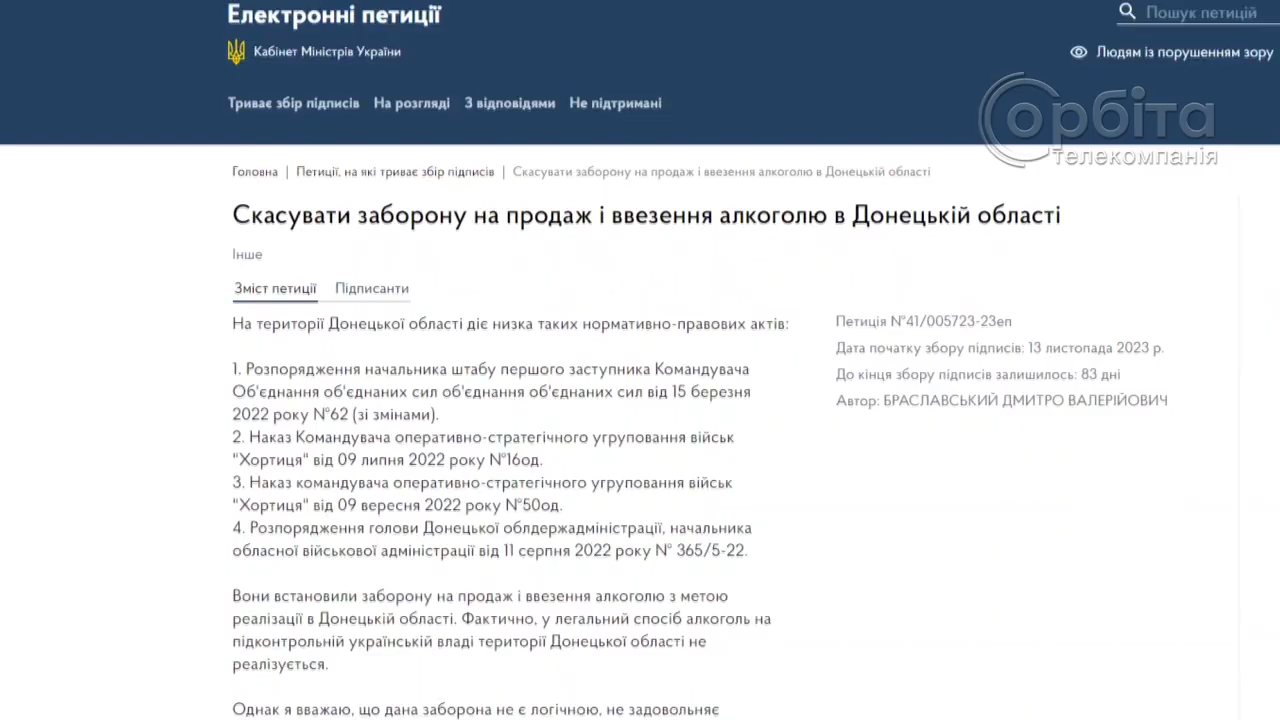 Електронні петиції
Пошук петицій
Кабінет Міністрів України
Людям із порушенням зору
Триває збір підписів На розгляді З відповідями Не підтримані
орбіта
телекомпанія
Головна | Петиції, на які триває збір підписів | Скасувати заборону на продаж і ввезення алкоголю в Донецькій області
Скасувати заборону на продаж і ввезення алкоголю в Донецькій області
Інше
Зміст петиції Підписанти
На території Донецької області діє низка таких нормативно-правових актів:
1. Розпорядження начальника штабу першого заступника Командувача
Об'єднання об'єднаних сил об'єднання об'єднаних сил від 15 березня
2022 року №62 (зі змінами).
2. Наказ Командувача оперативно-стратегічного угруповання військ
"Хортиця" від 09 липня 2022 року №16од.
3. Наказ командувача оперативно-стратегічного угруповання військ
"Хортиця" від 09 вересня 2022 року №50од.
4. Розпорядження голови Донецької облдержадміністрації, начальника
обласної військової адміністрації від 11 серпня 2022 року № 365/5-22.
Вони встановили заборону на продаж і ввезення алкоголю з метою
реалізації в Донецькій області. Фактично, у легальний спосіб алкоголь на
підконтрольній українській владі території Донецької області не
реалізується.
Однак я вважаю, що дана заборона не є логічною, не задовольняє
Петиція №41/005723-23еп
Дата початку збору підписів: 13 листопада 2023 р.
До кінця збору підписів залишилось: 83 дні
Автор: БРАСЛАВСЬКИЙ ДМИТРО ВАЛЕРІЙОВИЧ